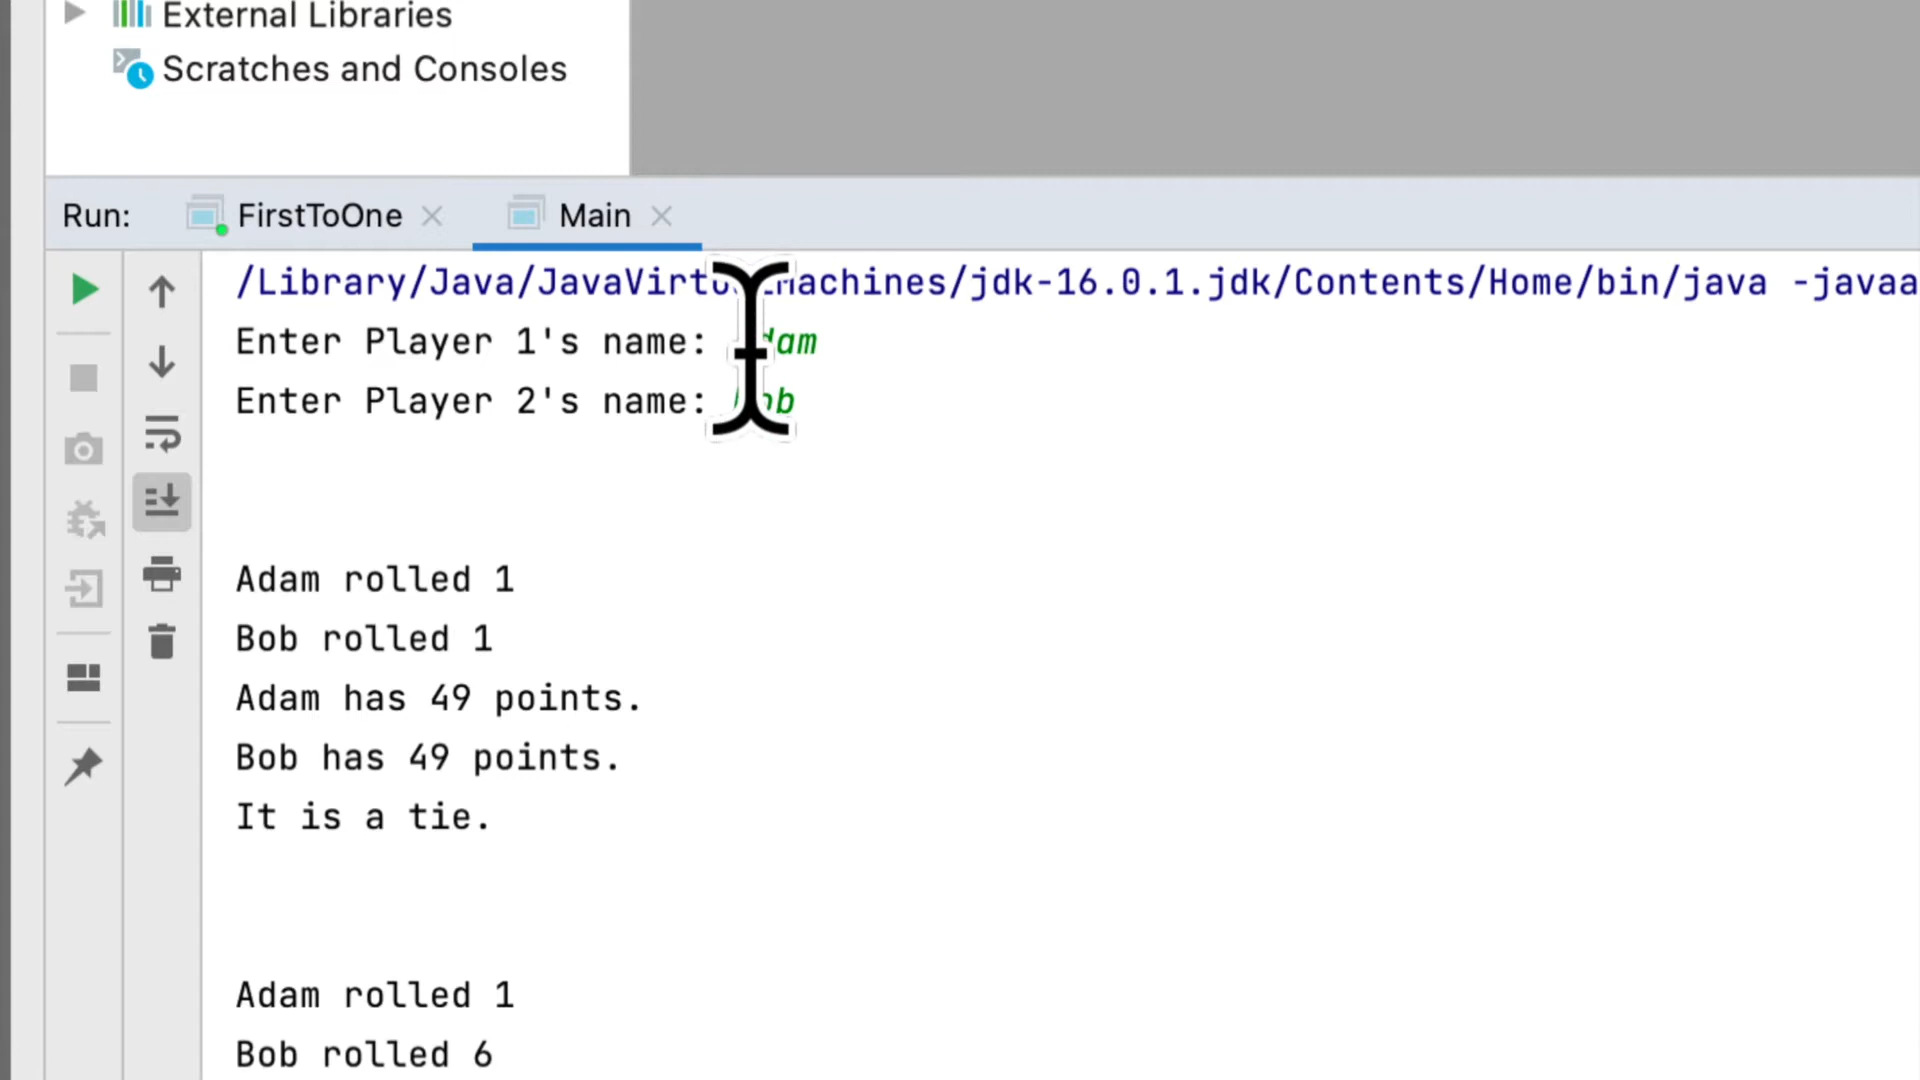 External Libraries
Scratches and Consoles
Run: FirstToOne Main
/Library/Java/JavaVirtualMachines/jdk-16.0.1.jdk/Contents/Home/bin/java -javaa
Enter Player 1's name: Adam
Enter Player 2's name:
Adam rolled 1
Bob rolled 1
Adam has 49 points.
Bob has 49 points.
It is a tie.
Adam rolled 1
Bob rolled 6